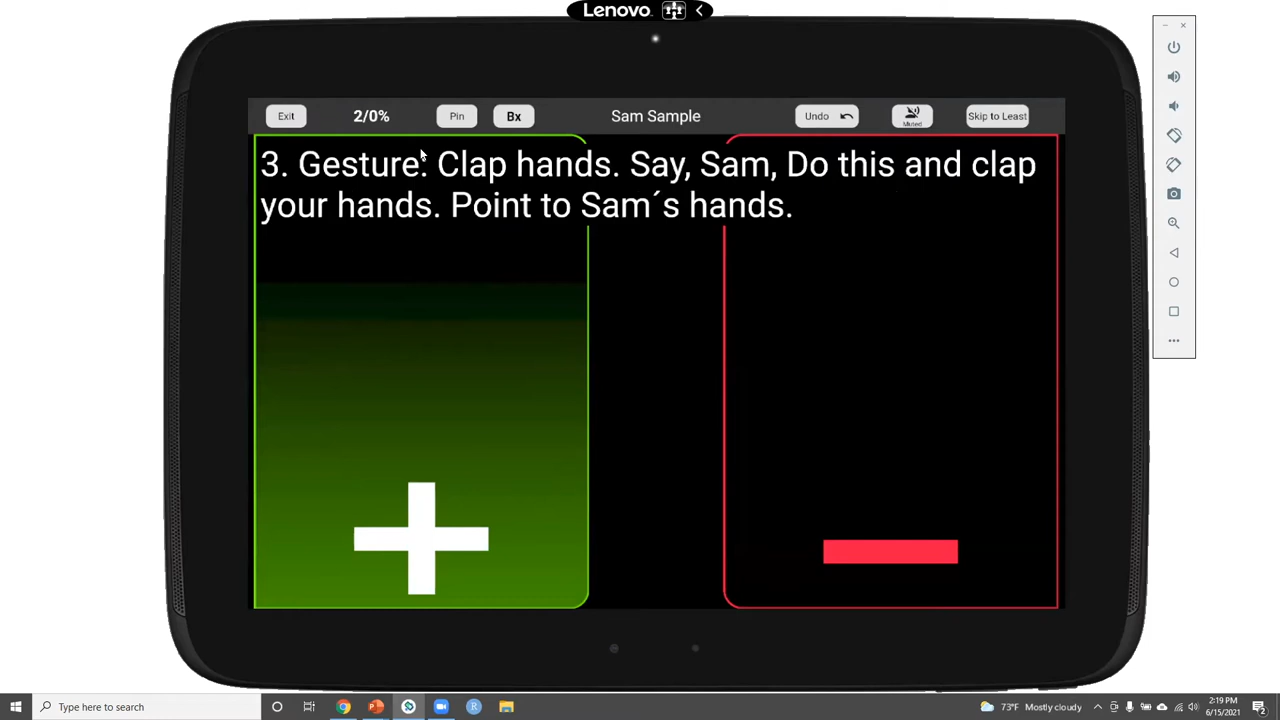 Lenovo
Exit 2/0% Pin Bx Sam Sample Undo Muted Skip to Least
3. Gesture: Clap hands. Say, Sam, Do this and clap
your hands. Point to Sam´s hands.
Type here to search
73°F Mostly cloudy
2:19 PM
6/15/2021
2